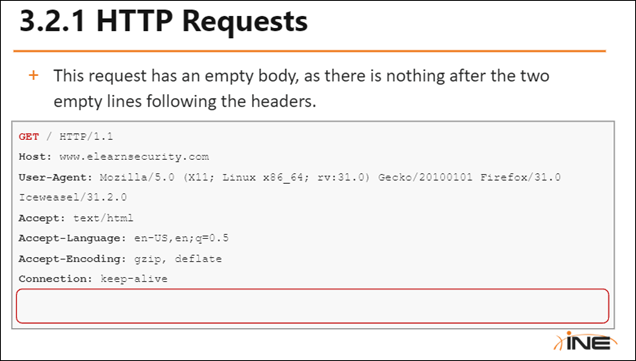 3.2.1 HTTP Requests
+ This request has an empty body, as there is nothing after the two
empty lines following the headers.
GET / HTTP/1.1
Host: www.elearnsecurity.com
User-Agent: Mozilla/5.0 (X11; Linux x86_64; rv:31.0) Gecko/20100101 Firefox/31.0
Iceweasel/31.2.0
Accept: text/html
Accept-Language: en-US,en;q=0.5
Accept-Encoding: gzip, deflate
Connection: keep-alive
INE